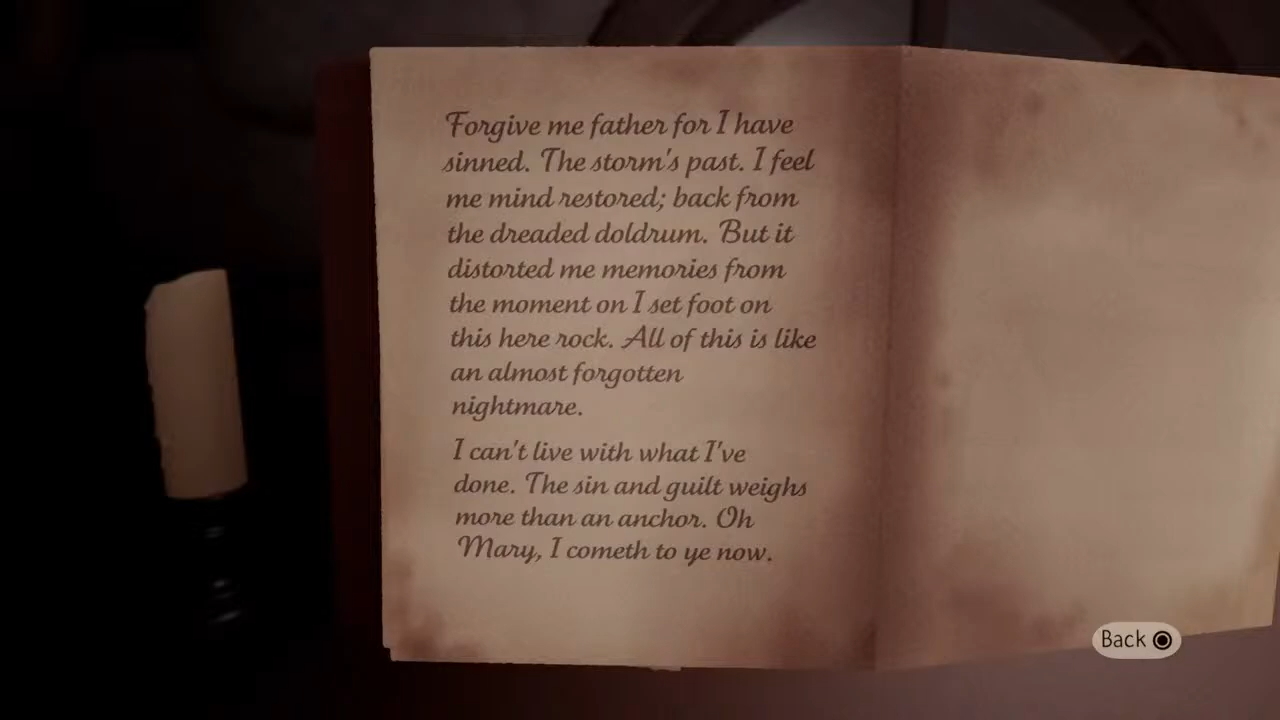 Forgive me father for I have
sinned. The storm's past. I feel
me mind restored; back from
the dreaded doldrum. But it
distorted me memories from
the moment on I set foot on
this here rock. All of this is like
an almost forgotten
nightmare.
I can't live with what I've
done. The sin and guilt weighs
more than an anchor. Oh
Mary, I cometh to ye now.
Back